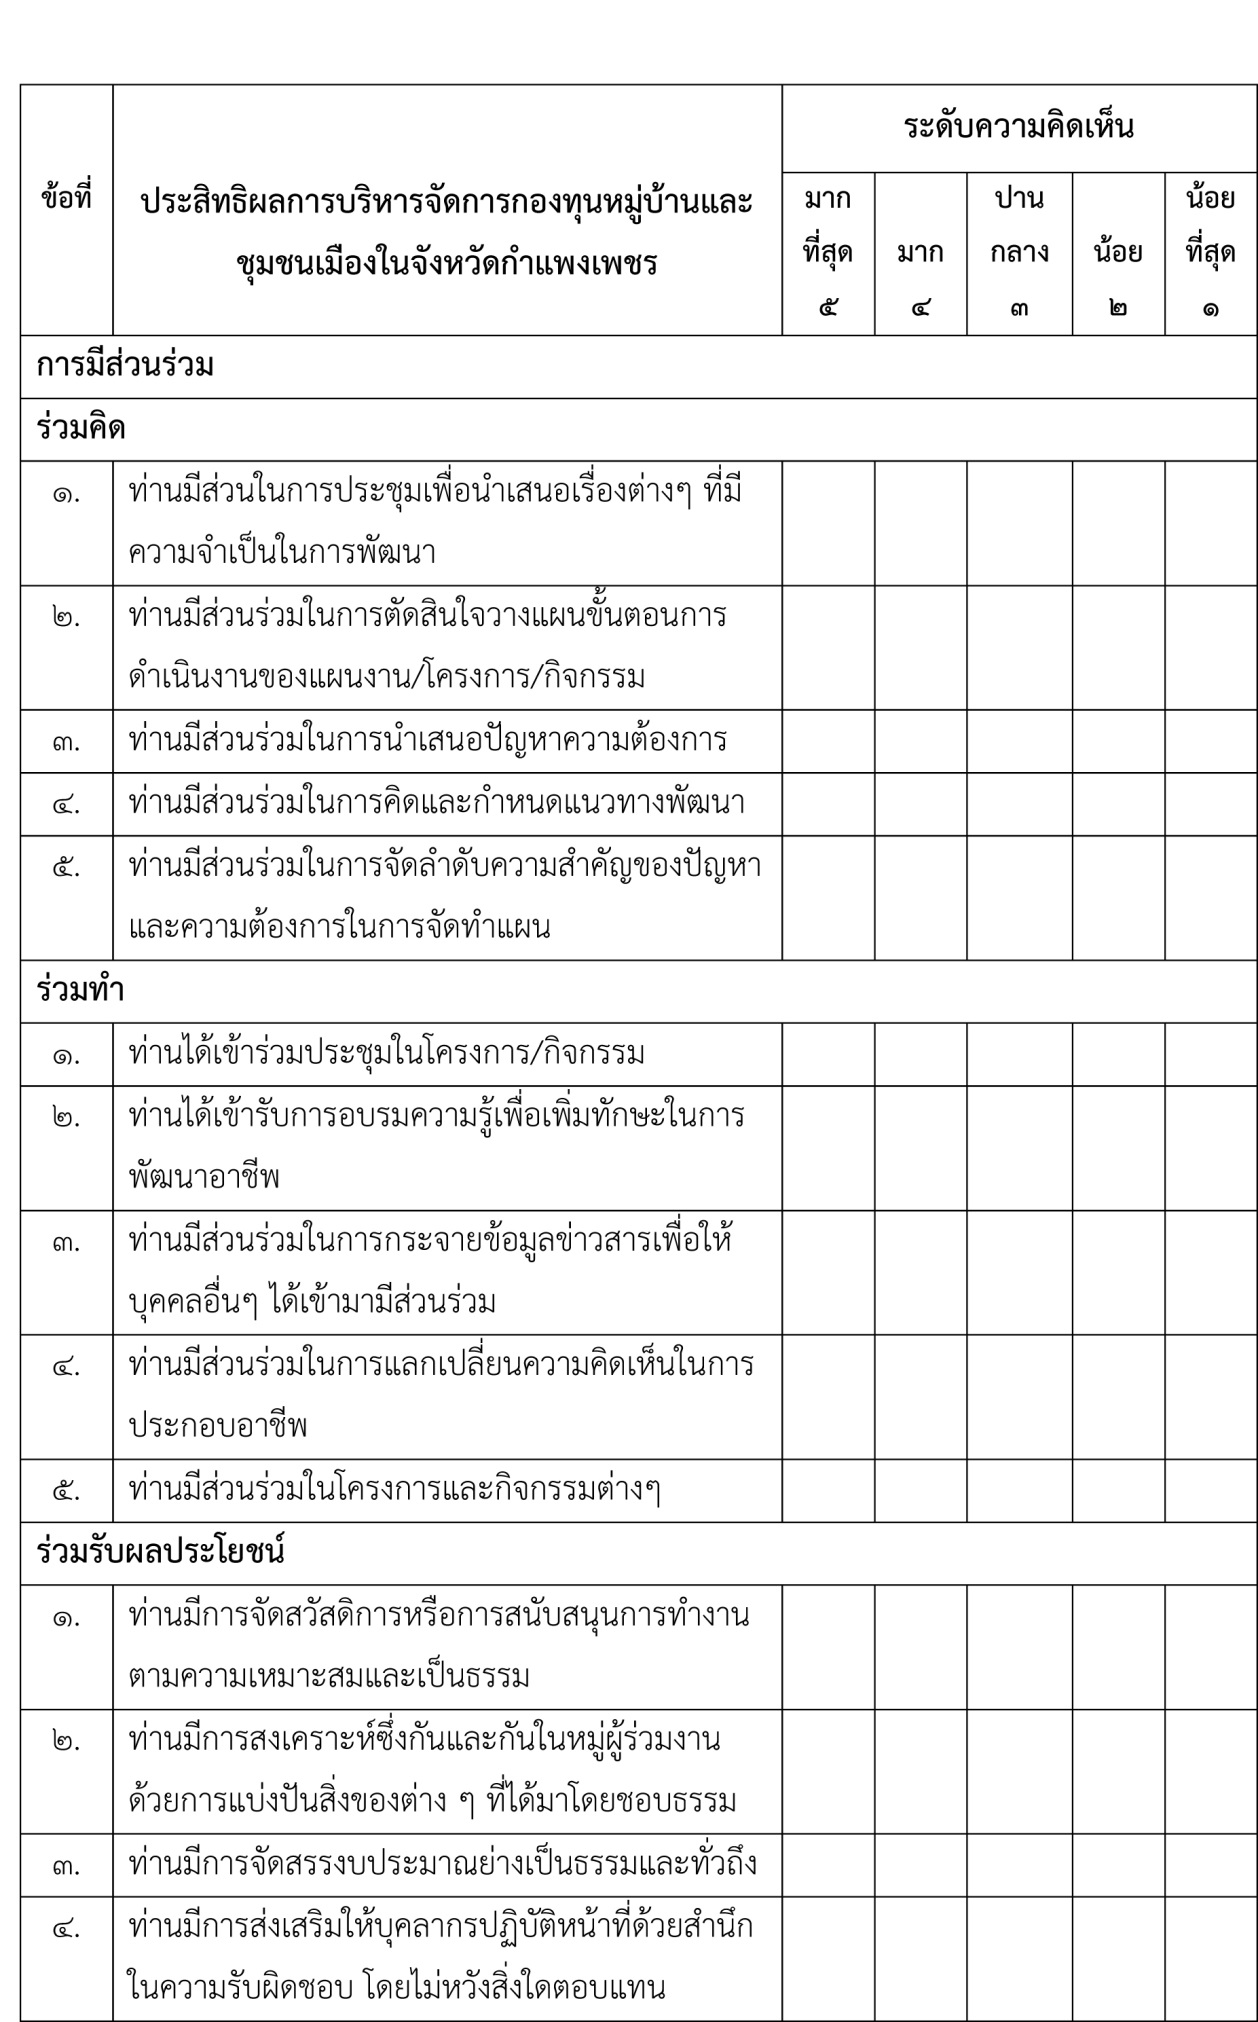 ข้อที่
ประสิทธิผลการบริหารจัดการกองทุนหมู่บ้านและ
ชุมชนเมืองในจังหวัดกำแพงเพชร
ระดับความคิดเห็น
มาก
ที่สุด
๕
มาก
๔
ปาน
กลาง
๓
น้อย
๒
น้อย
ที่สุด
๑
การมีส่วนร่วม
ร่วมคิด
๑. ท่านมีส่วนในการประชุมเพื่อนำเสนอเรื่องต่างๆ ที่มี
ความจำเป็นในการพัฒนา
๒. ท่านมีส่วนร่วมในการตัดสินใจวางแผนขั้นตอนการ
ดำเนินงานของแผนงาน/โครงการ/กิจกรรม
๓. ท่านมีส่วนร่วมในการนำเสนอปัญหาความต้องการ
๔. ท่านมีส่วนร่วมในการคิดและกำหนดแนวทางพัฒนา
๕. ท่านมีส่วนร่วมในการจัดลำดับความสำคัญของปัญหา
และความต้องการในการจัดทำแผน
ร่วมทำ
๑. ท่านได้เข้าร่วมประชุมในโครงการ/กิจกรรม
๒. ท่านได้เข้ารับการอบรมความรู้เพื่อเพิ่มทักษะในการ
พัฒนาอาชีพ
๓. ท่านมีส่วนร่วมในการกระจายข้อมูลข่าวสารเพื่อให้
บุคคลอื่นๆ ได้เข้ามามีส่วนร่วม
๔. ท่านมีส่วนร่วมในการแลกเปลี่ยนความคิดเห็นในการ
ประกอบอาชีพ
๕. ท่านมีส่วนร่วมในโครงการและกิจกรรมต่างๆ
ร่วมรับผลประโยชน์
๑. ท่านมีการจัดสวัสดิการหรือการสนับสนุนการทำงาน
ตามความเหมาะสมและเป็นธรรม
๒. ท่านมีการสงเคราะห์ซึ่งกันและกันในหมู่ผู้ร่วมงาน
ด้วยการแบ่งปันสิ่งของต่าง ๆ ที่ได้มาโดยชอบธรรม
๓. ท่านมีการจัดสรรงบประมาณย่างเป็นธรรมและทั่วถึง
๔. ท่านมีการส่งเสริมให้บุคลากรปฏิบัติหน้าที่ด้วยสำนึก
ในความรับผิดชอบ โดยไม่หวังสิ่งใดตอบแทน